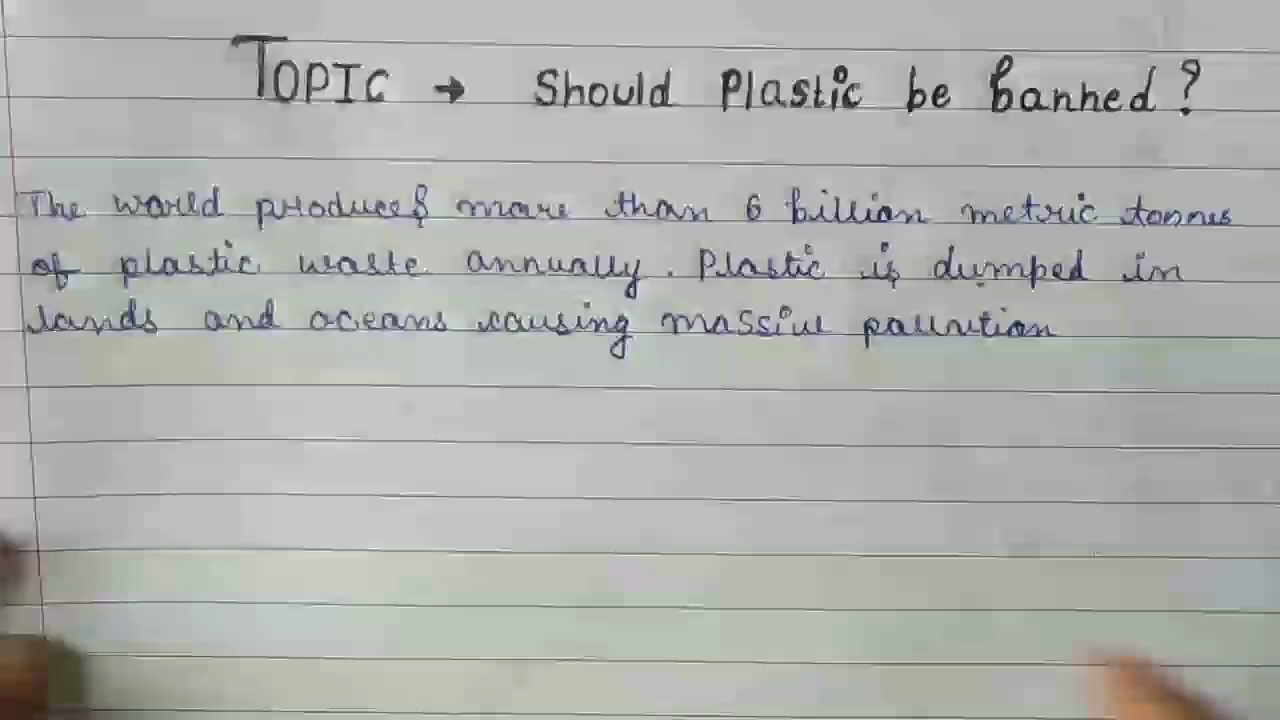 TOPIC → Should Plastic be banned?
The world produces more than 6 billion metric tonnes
of plastic waste annually. Plastic is dumped in
lands and oceans causing massive pollution